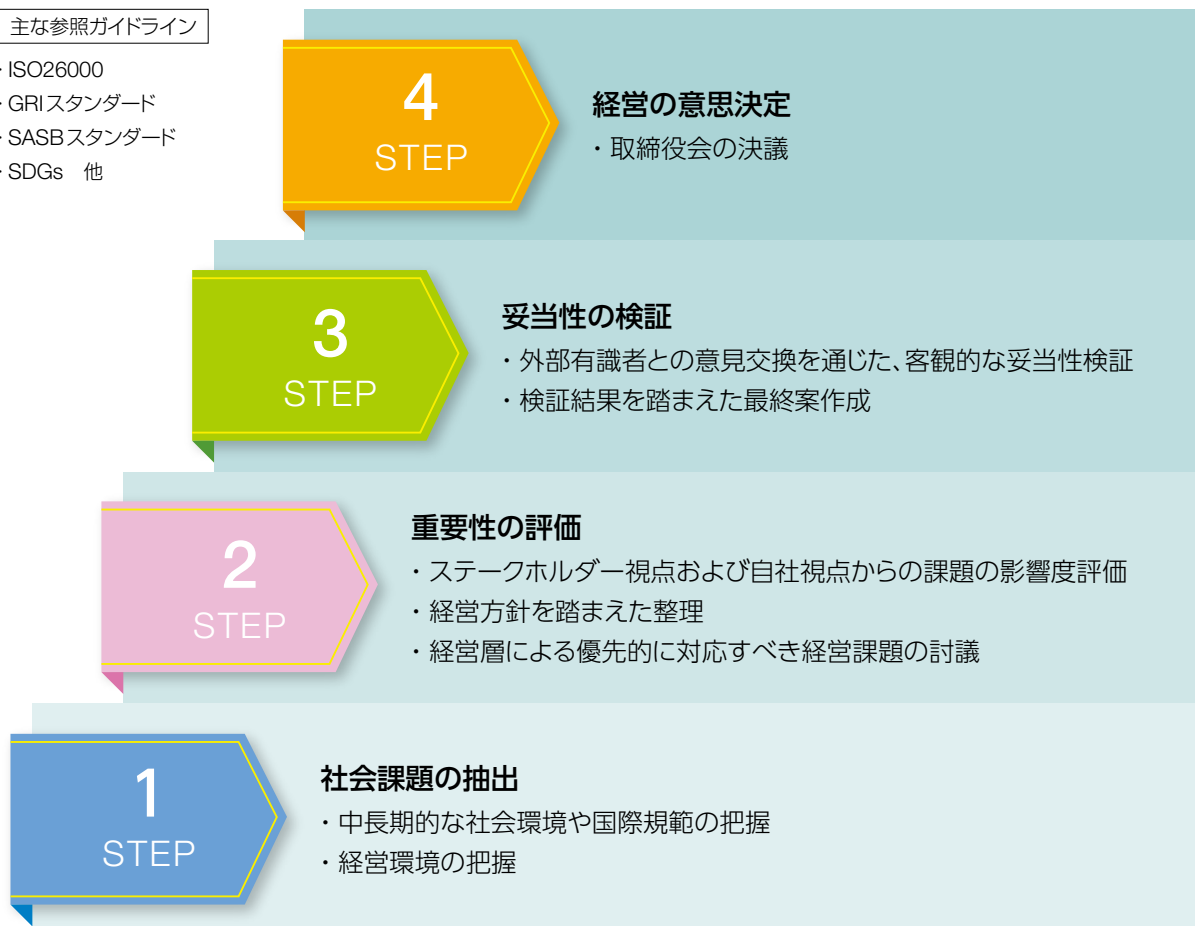 主な参照ガイドライン
・ISO26000
・GRIスタンダード
・SASBスタンダード
・SDGs　他
4
STEP
経営の意思決定
・取締役会の決議
3
STEP
妥当性の検証
・外部有識者との意見交換を通じた、客観的な妥当性検証
・検証結果を踏まえた最終案作成
2
STEP
重要性の評価
・ステークホルダー視点および自社視点からの課題の影響度評価
・経営方針を踏まえた整理
・経営層による優先的に対応すべき経営課題の討議
1
STEP
社会課題の抽出
・中長期的な社会環境や国際規範の把握
・経営環境の把握